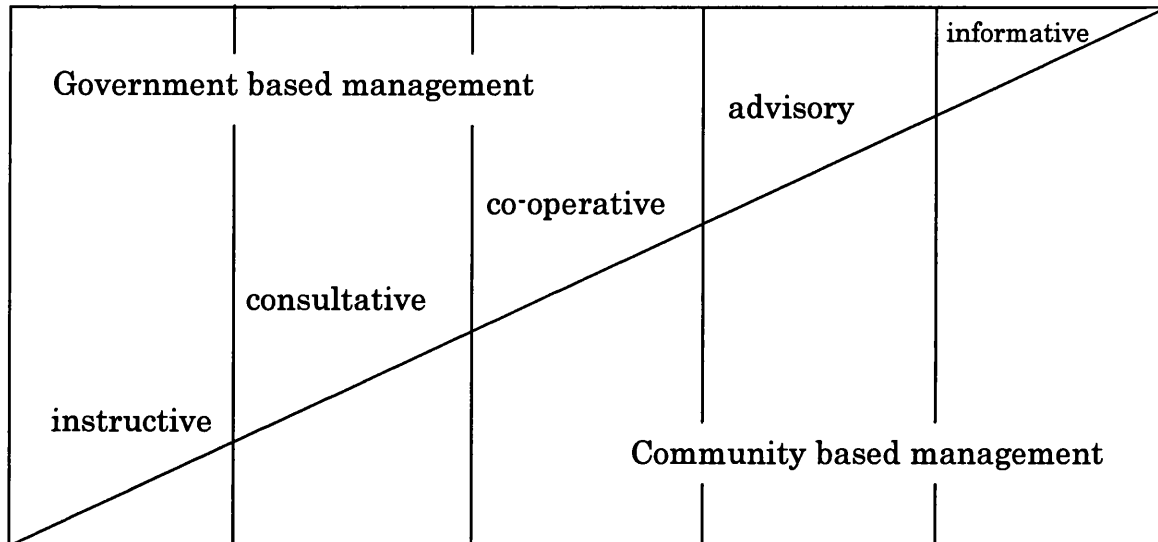 informative
Government based management
advisory
co-operative
consultative
instructive
Community based management